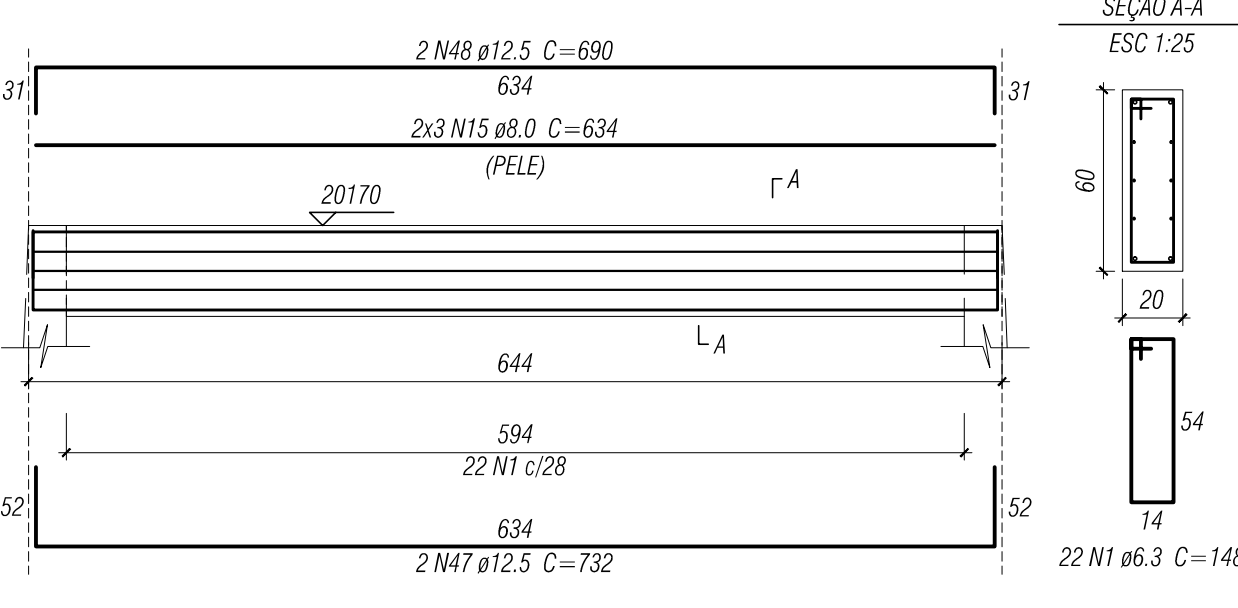 SEÇÃO A-A
ESC 1:25
2 N48 ø12.5 C=690
31
634
31
2x3 N15 ø8.0 C=634
(PELE)
A
20170
60
20
A
644
54
594
22 N1 c/28
52
634
52
14
2 N47 ø12.5 C=732
22 N1 ø6.3 C=148